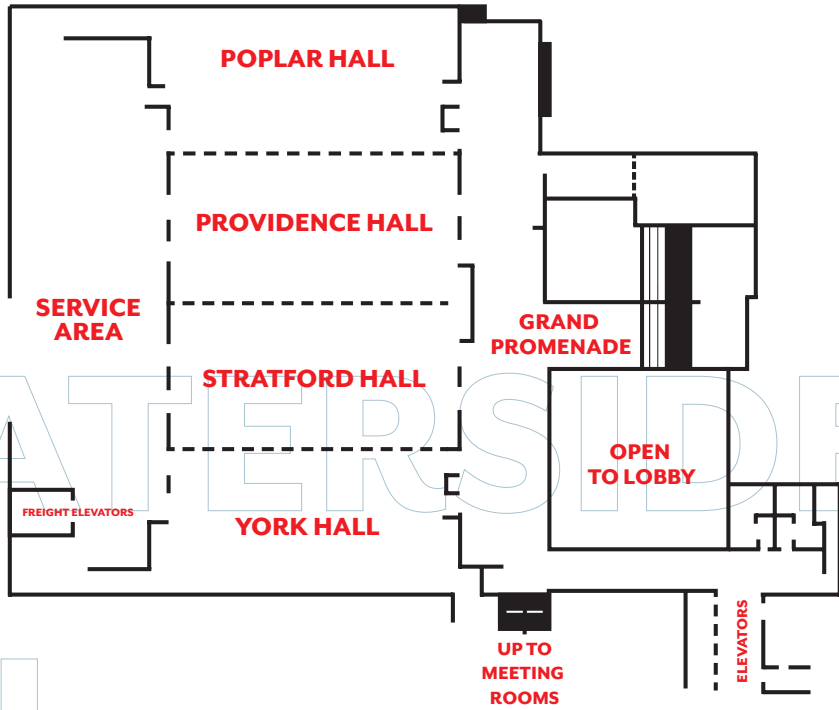 POPLAR HALL
PROVIDENCE HALL
SERVICE
AREA
GRAND
PROMENADE
STRATFORD HALL
ATERSIDE
OPEN
TO LOBBY
FREIGHT ELEVATORS
YORK HALL
ELEVATORS
UP TO
MEETING
ROOMS